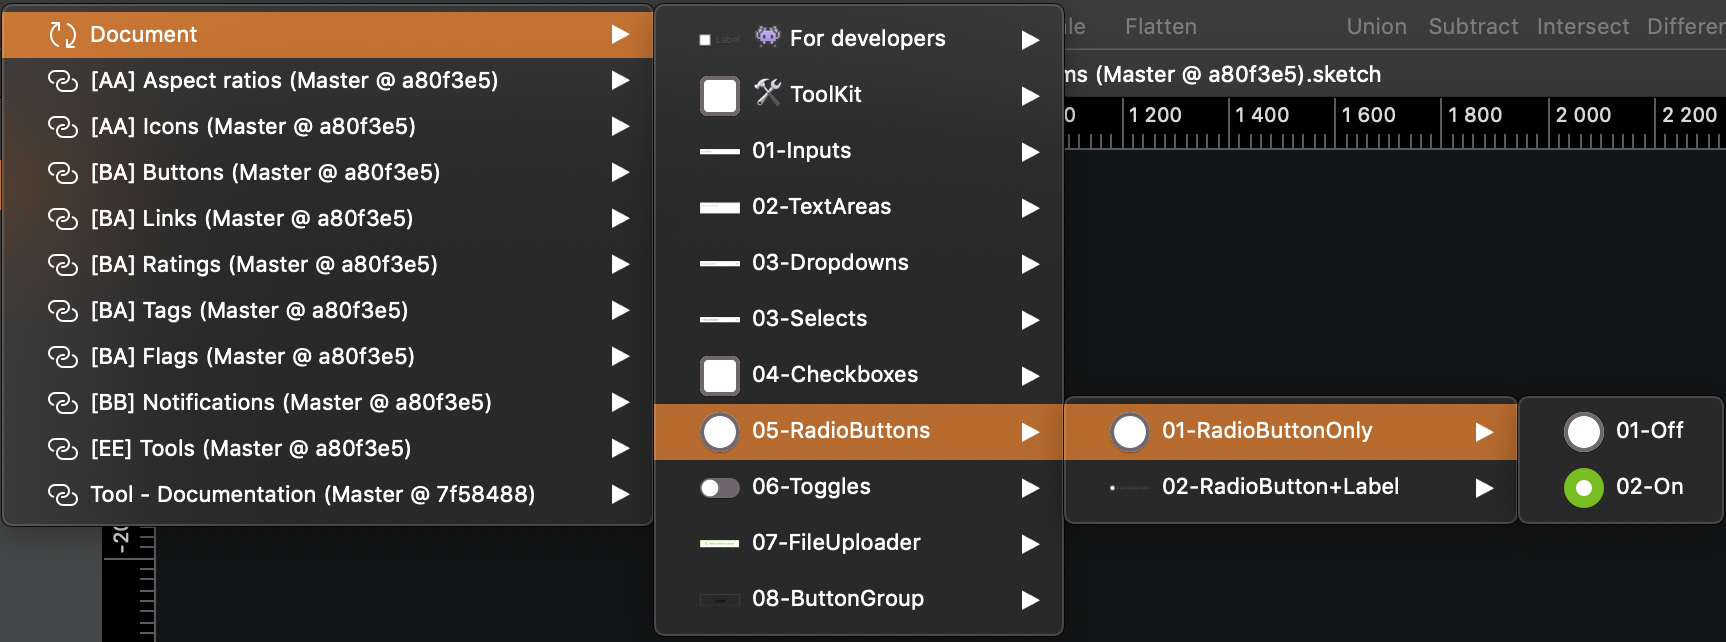 Document
[AA] Aspect ratios (Master @ a80f3e5)
[AA] Icons (Master @ a80f3e5)
[BA] Buttons (Master @ a80f3e5)
[BA] Links (Master @ a80f3e5)
[BA] Ratings (Master @ a80f3e5)
[BA] Tags (Master @ a80f3e5)
[BA] Flags (Master @ a80f3e5)
[BB] Notifications (Master @ a80f3e5)
[EE] Tools (Master @ a80f3e5)
Tool - Documentation (Master @ 7f58488)
Label 👾 For developers
🛠 ToolKit
01-Inputs
02-TextAreas
03-Dropdowns
03-Selects
04-Checkboxes
05-RadioButtons
06-Toggles
07-FileUploader
08-ButtonGroup
01-RadioButtonOnly
02-RadioButton+Label
01-Off
02-On
le Flatten Union Subtract Intersect Differen
ms (Master @ a80f3e5).sketch
0 1 200 1 400 1 600 1 800 2 000 2 200
-20